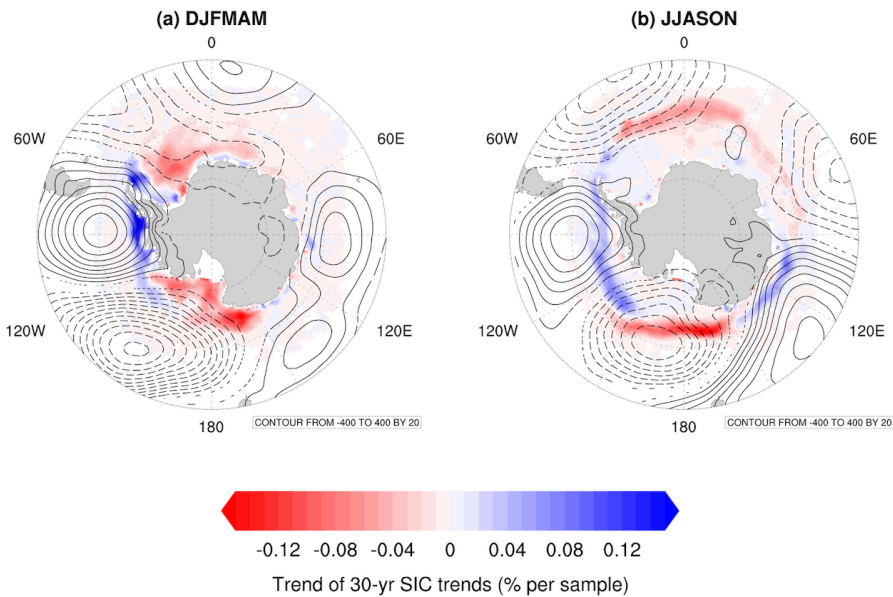 (a) DJFMAM
(b) JJASON
0
0
60W
60E
60W
60E
120W
120E
120W
120E
180
CONTOUR FROM -400 TO 400 BY 20
180
CONTOUR FROM -400 TO 400 BY 20
-0.12 -0.08 -0.04 0 0.04 0.08 0.12
Trend of 30-yr SIC trends (% per sample)